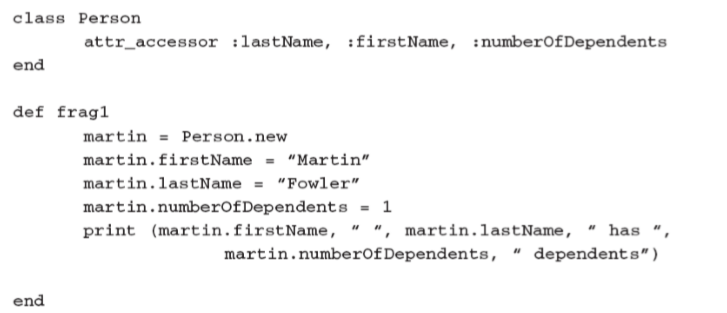 class Person
attr_accessor :lastName, :firstName, :numberOfDependents
end
def frag1
martin = Person.new
martin.firstName = "Martin"
martin.lastName = "Fowler"
martin.numberOfDependents = 1
print (martin.firstName, " ", martin.lastName, " has ",
martin.numberOfDependents, " dependents")
end